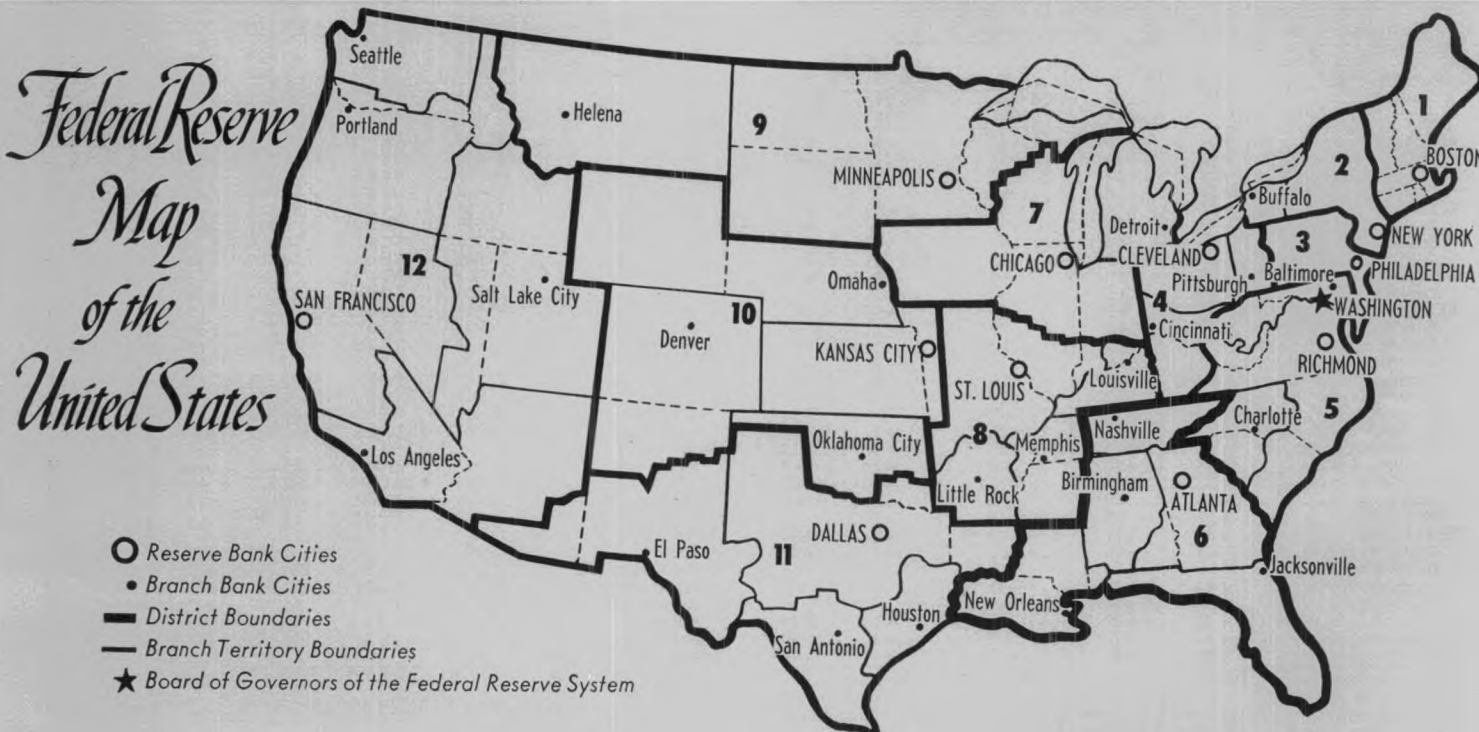 Federal Reserve
Map
of the
United States
Seattle
Portland
Helena
9
MINNEAPOLIS
1
BOSTON
2
Buffalo
NEW YORK
7
Detroit
CLEVELAND
3
PHILADELPHIA
CHICAGO
Pittsburgh
Baltimore
WASHINGTON
12
SAN FRANCISCO
Salt Lake City
Omaha
10
Denver
KANSAS CITY
ST. LOUIS
4
Cincinnati
Louisville
RICHMOND
5
Charlotte
Nashville
8
Memphis
Los Angeles
Oklahoma City
Little Rock
Birmingham
ATLANTA
6
DALLAS
11
El Paso
Jacksonville
New Orleans
Houston
San Antonio
Reserve Bank Cities
Branch Bank Cities
District Boundaries
Branch Territory Boundaries
Board of Governors of the Federal Reserve System